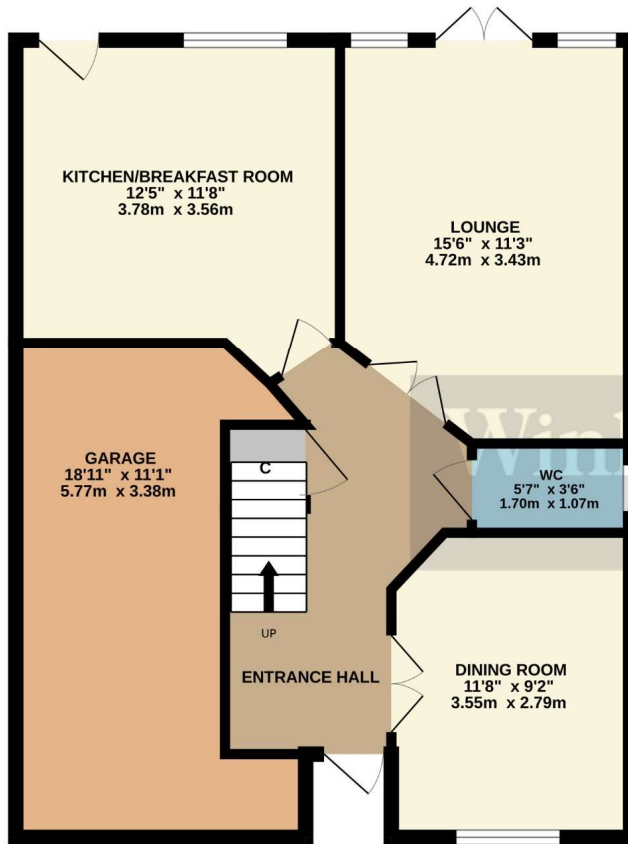 KITCHEN/BREAKFAST ROOM
12'5" x 11'8"
3.78m x 3.56m
LOUNGE
15'6" x 11'3"
4.72m x 3.43m
GARAGE
18'11" x 11'1"
5.77m x 3.38m
C
WC
5'7" x 3'6"
1.70m x 1.07m
UP
ENTRANCE HALL
DINING ROOM
11'8" x 9'2"
3.55m x 2.79m